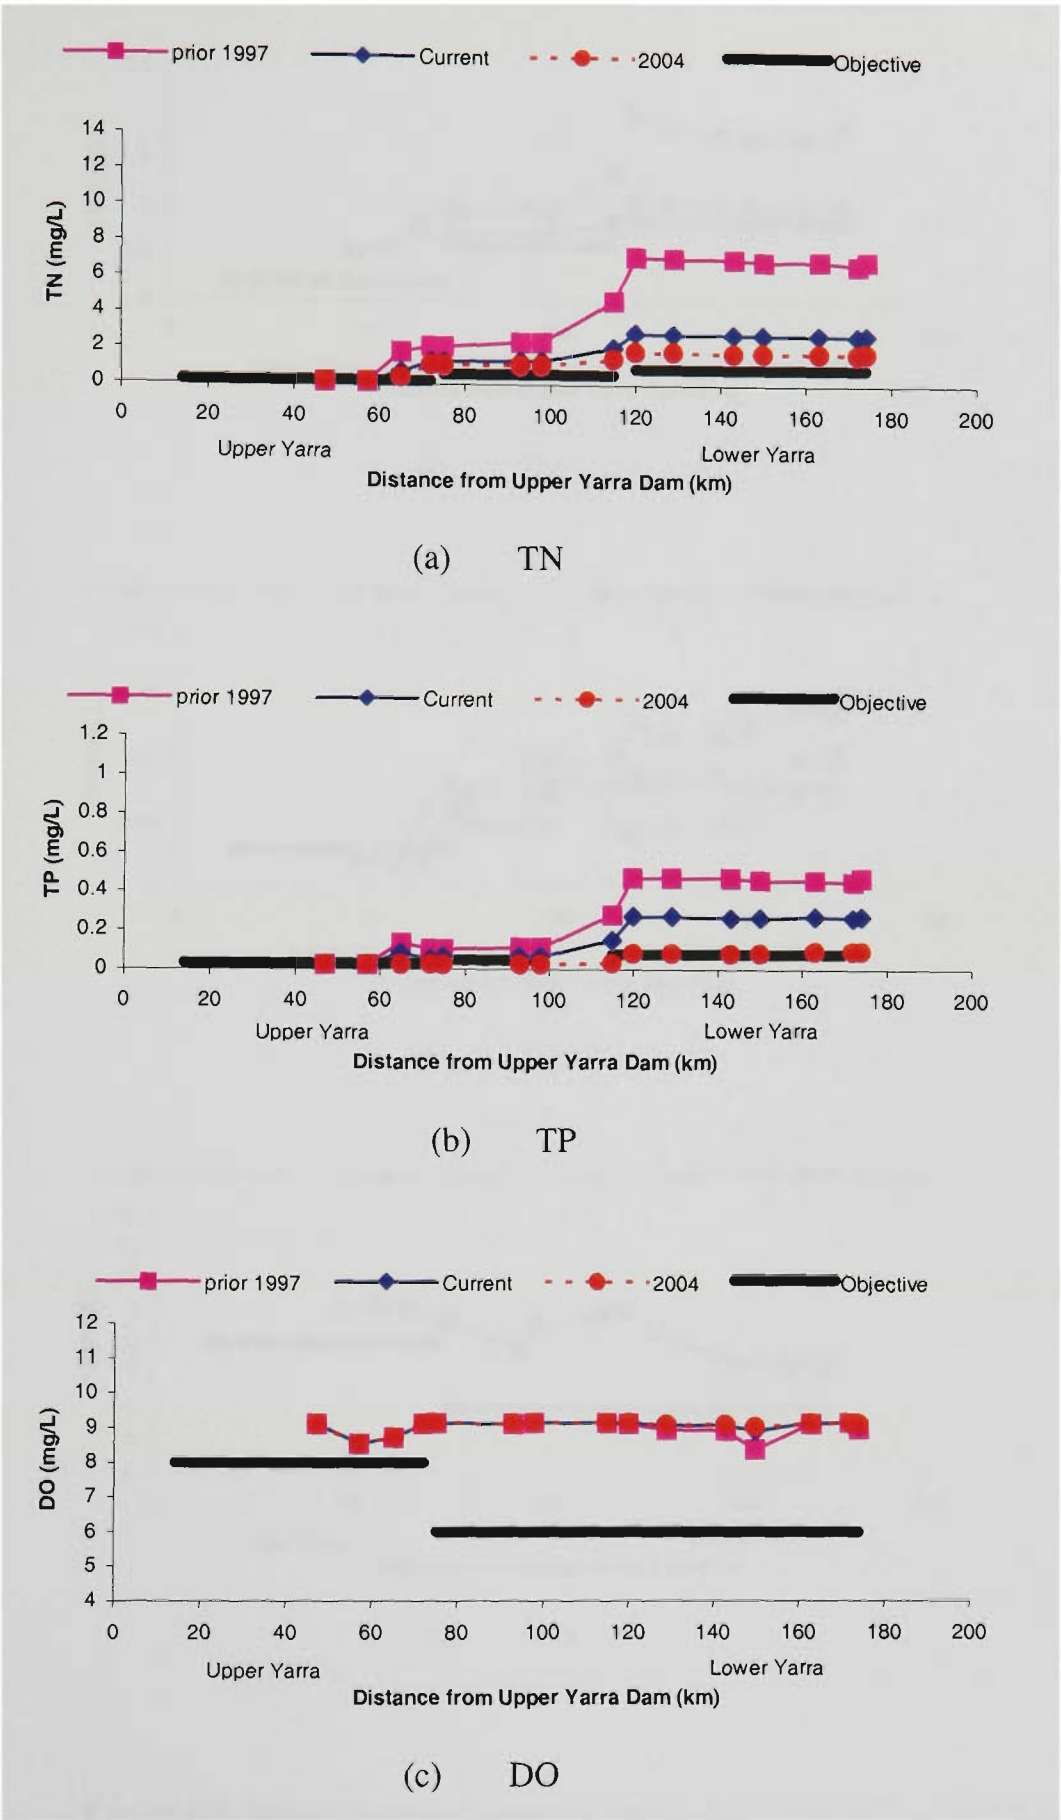 prior 1997 Current 2004 Objective
14
12
10
8
6
4
2
0
TN (mg/L)
0 20 40 60 80 100 120 140 160 180 200
Upper Yarra Lower Yarra
Distance from Upper Yarra Dam (km)
(a) TN
prior 1997 Current 2004 Objective
1.2
1
0.8
0.6
0.4
0.2
0
TP (mg/L)
0 20 40 60 80 100 120 140 160 180 200
Upper Yarra Lower Yarra
Distance from Upper Yarra Dam (km)
(b) TP
prior 1997 Current 2004 Objective
12
11
10
9
8
7
6
5
4
DO (mg/L)
0 20 40 60 80 100 120 140 160 180 200
Upper Yarra Lower Yarra
Distance from Upper Yarra Dam (km)
(c) DO